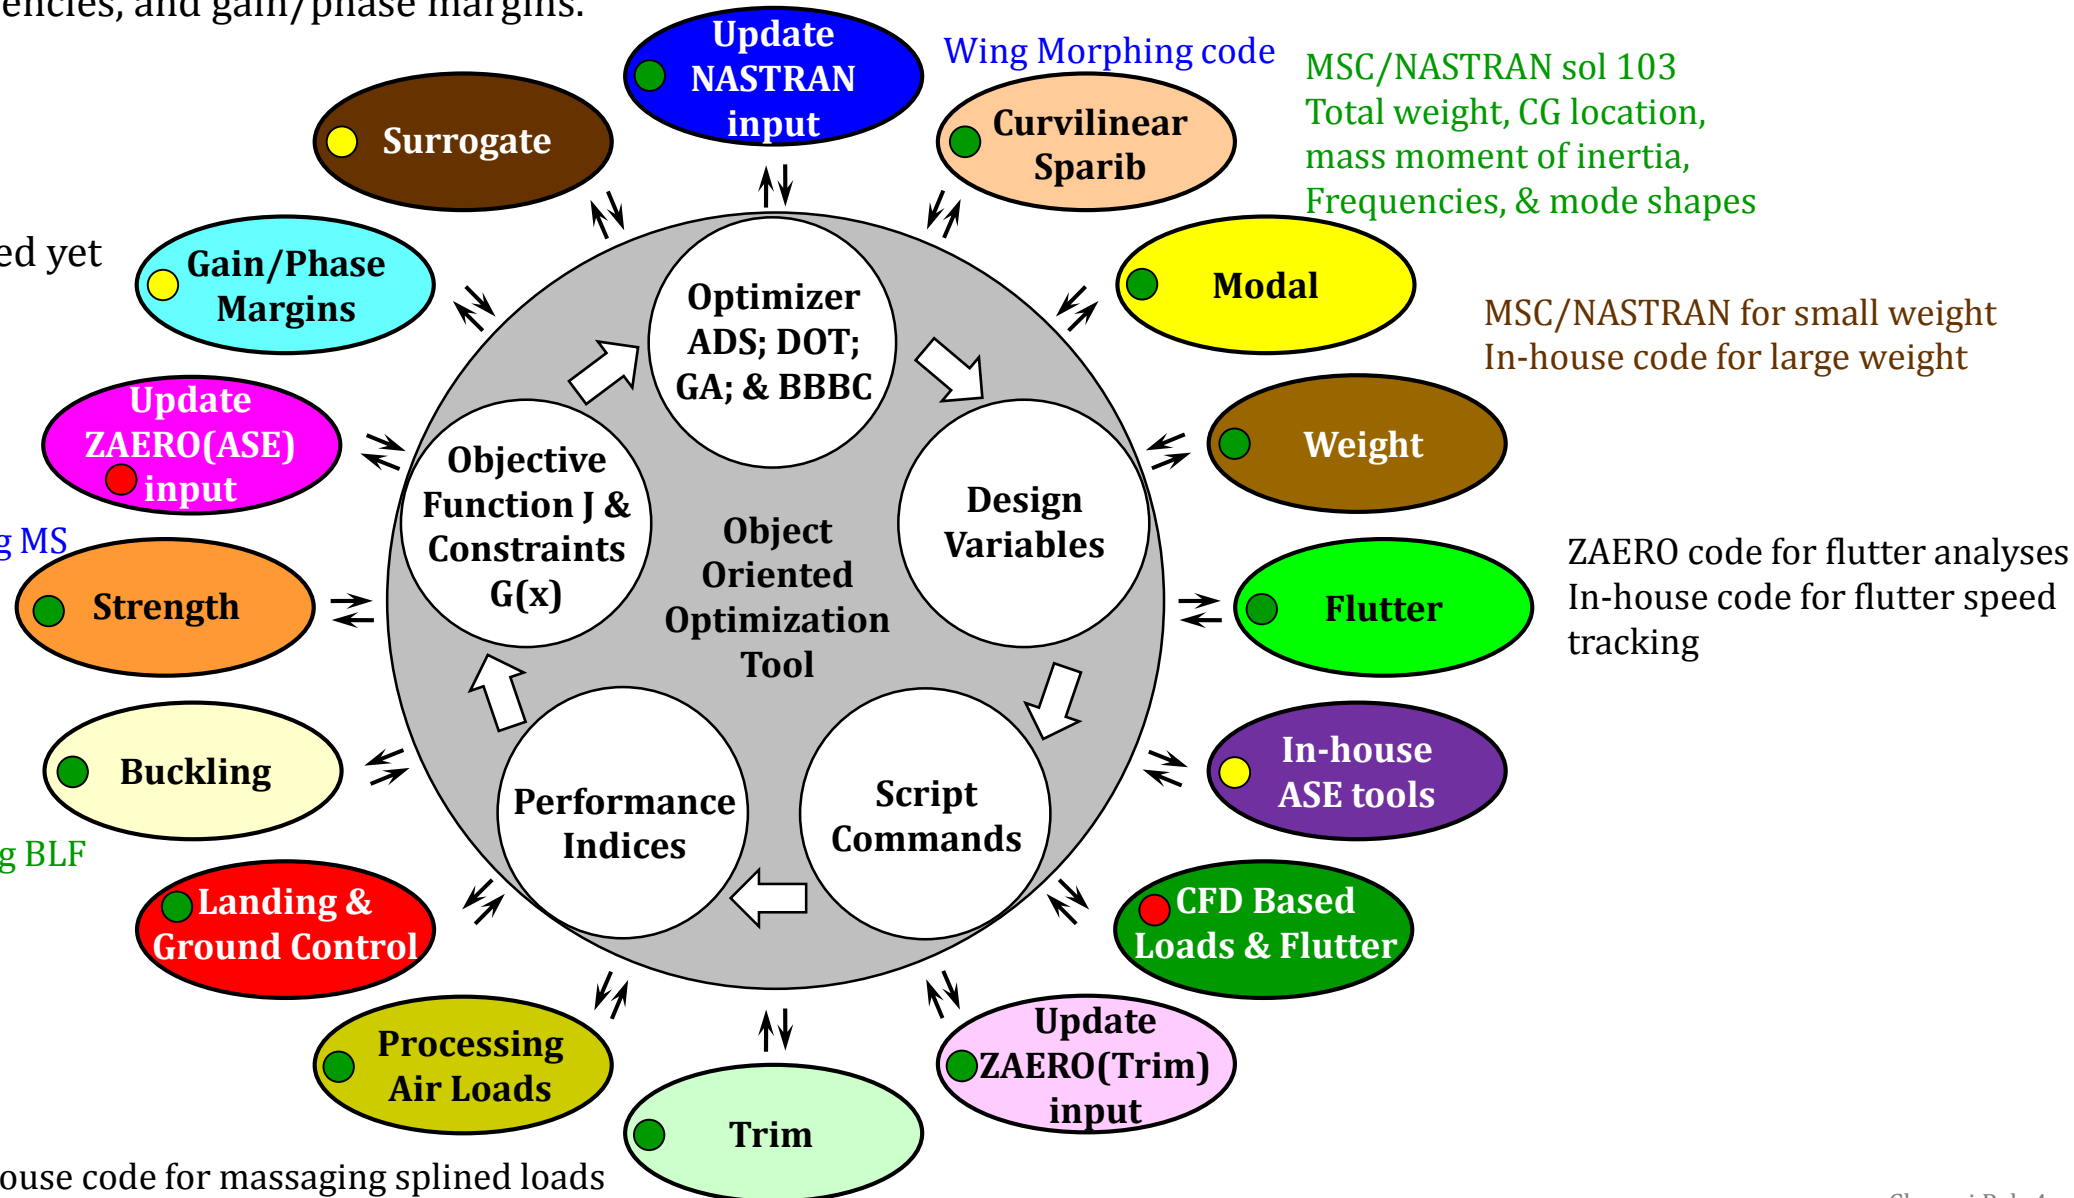 encies, and gain/phase margins.
Update
NASTRAN
input
Wing Morphing code
MSC/NASTRAN sol 103
Total weight, CG location,
mass moment of inertia,
Frequencies, & mode shapes
Surrogate
Curvilinear
Sparib
ed yet
Gain/Phase
Margins
Modal
Optimizer
ADS; DOT;
GA; & BBBC
MSC/NASTRAN for small weight
In-house code for large weight
Update
ZAERO(ASE)
input
Weight
Objective
Function J &
Constraints
G(x)
Design
Variables
Object
Oriented
Optimization
Tool
g MS
Strength
Flutter
ZAERO code for flutter analyses
In-house code for flutter speed
tracking
Buckling
In-house
ASE tools
Performance
Indices
Script
Commands
g BLF
Landing &
Ground Control
CFD Based
Loads & Flutter
Processing
Air Loads
Update
ZAERO(Trim)
input
Trim
ouse code for massaging splined loads